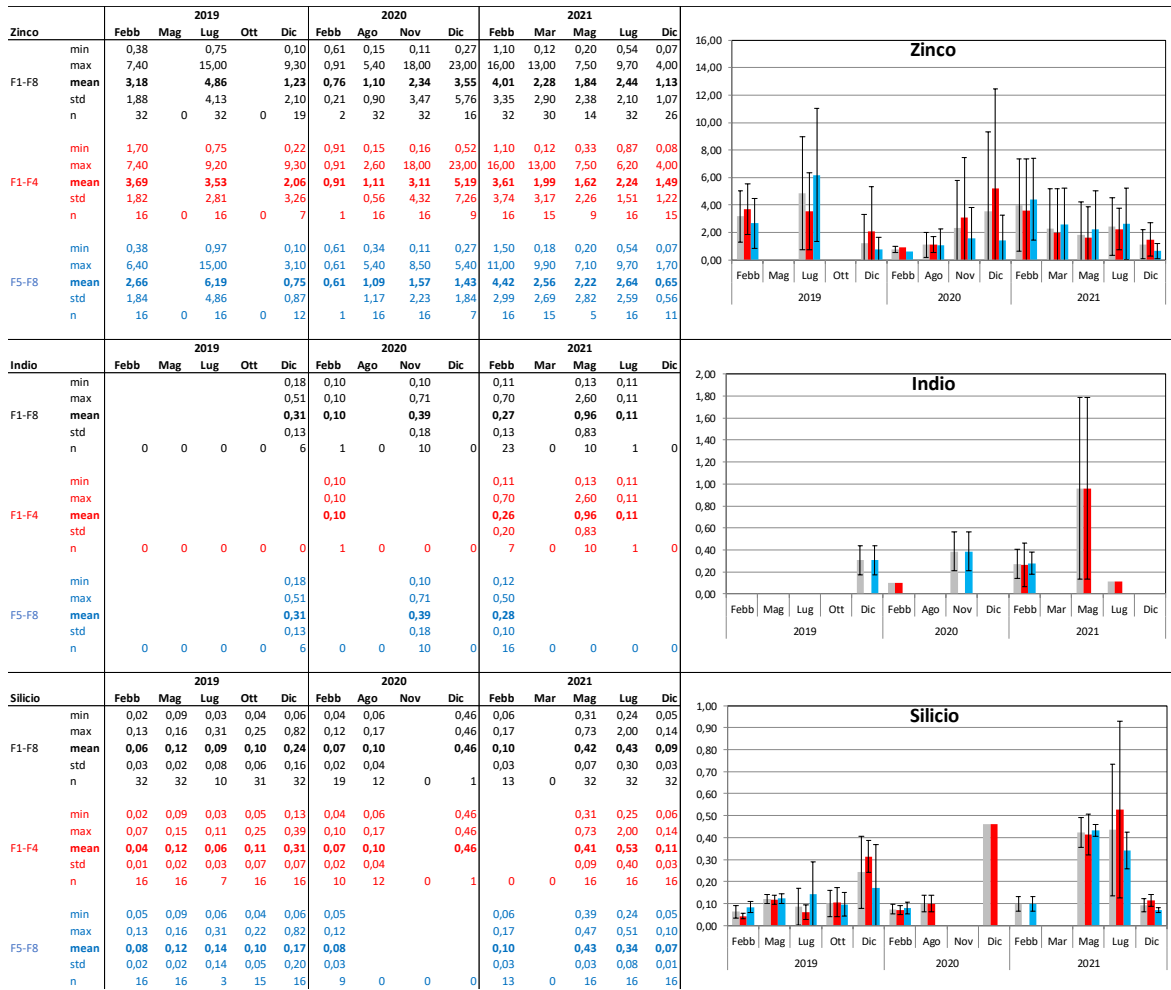 2019 2020 2021
Zinco Febb Mag Lug Ott Dic Febb Ago Nov Dic Febb Mar Mag Lug Dic
min 0,38 0,75 0,10 0,61 0,15 0,11 0,27 1,10 0,12 0,20 0,54 0,07
max 7,40 15,00 9,30 0,91 5,40 18,00 23,00 16,00 13,00 7,50 9,70 4,00
F1-F8 mean 3,18 4,86 1,23 0,76 1,10 2,34 3,55 4,01 2,28 1,84 2,44 1,13
std 1,88 4,13 2,10 0,21 0,90 3,47 5,76 3,35 2,90 2,38 2,10 1,07
n 32 0 32 0 19 2 32 32 16 32 30 14 32 26
min 1,70 0,75 0,22 0,91 0,15 0,16 0,52 1,10 0,12 0,33 0,87 0,08
max 7,40 9,20 9,30 0,91 2,60 18,00 23,00 16,00 13,00 7,50 6,20 4,00
F1-F4 mean 3,69 3,53 2,06 0,91 1,11 3,11 5,19 3,61 1,99 1,62 2,24 1,49
std 1,82 2,81 3,26 0,56 4,32 7,26 3,74 3,17 2,26 1,51 1,22
n 16 0 16 0 7 1 16 16 9 16 15 9 16 15
min 0,38 0,97 0,10 0,61 0,34 0,11 0,27 1,50 0,18 0,20 0,54 0,07
max 6,40 15,00 3,10 0,61 5,40 8,50 5,40 11,00 9,90 7,10 9,70 1,70
F5-F8 mean 2,66 6,19 0,75 0,61 1,09 1,57 1,43 4,42 2,56 2,22 2,64 0,65
std 1,84 4,86 0,87 1,17 2,23 1,84 2,99 2,69 2,82 2,59 0,56
n 16 0 16 0 12 1 16 16 7 16 15 5 16 11
Zinco
16,00
14,00
12,00
10,00
8,00
6,00
4,00
2,00
0,00
Febb Mag Lug Ott Dic Febb Ago Nov Dic Febb Mar Mag Lug Dic
2019 2020 2021
2019 2020 2021
Indio Febb Mag Lug Ott Dic Febb Ago Nov Dic Febb Mar Mag Lug Dic
min 0,18 0,10 0,10 0,11 0,13 0,11
max 0,51 0,10 0,71 0,70 2,60 0,11
F1-F8 mean 0,31 0,10 0,39 0,27 0,96 0,11
std 0,13 0,18 0,13 0,83
n 0 0 0 0 6 1 0 10 0 23 0 10 1 0
min 0,10 0,11 0,13 0,11
max 0,10 0,70 2,60 0,11
F1-F4 mean 0,10 0,26 0,96 0,11
std 0,20 0,83
n 0 0 0 0 0 1 0 0 0 7 0 10 1 0
min 0,18 0,10 0,12
max 0,51 0,71 0,50
F5-F8 mean 0,31 0,39 0,28
std 0,13 0,18 0,10
n 0 0 0 0 6 0 0 10 0 16 0 0 0 0
Indio
2,00
1,80
1,60
1,40
1,20
1,00
0,80
0,60
0,40
0,20
0,00
Febb Mag Lug Ott Dic Febb Ago Nov Dic Febb Mar Mag Lug Dic
2019 2020 2021
2019 2020 2021
Silicio Febb Mag Lug Ott Dic Febb Ago Nov Dic Febb Mar Mag Lug Dic
min 0,02 0,09 0,03 0,04 0,06 0,04 0,06 0,46 0,06 0,31 0,24 0,05
max 0,13 0,16 0,31 0,25 0,82 0,12 0,17 0,46 0,17 0,73 2,00 0,14
F1-F8 mean 0,06 0,12 0,09 0,10 0,24 0,07 0,10 0,46 0,10 0,42 0,43 0,09
std 0,03 0,02 0,08 0,06 0,16 0,02 0,04 0,03 0,07 0,30 0,03
n 32 32 10 31 32 19 12 0 1 13 0 32 32 32
min 0,02 0,09 0,03 0,05 0,13 0,04 0,06 0,46 0,31 0,25 0,06
max 0,07 0,15 0,11 0,25 0,39 0,10 0,17 0,46 0,73 2,00 0,14
F1-F4 mean 0,04 0,12 0,06 0,11 0,31 0,07 0,10 0,46 0,41 0,53 0,11
std 0,01 0,02 0,03 0,07 0,07 0,02 0,04 0,09 0,40 0,03
n 16 16 7 16 16 10 12 0 1 0 0 16 16 16
min 0,05 0,09 0,06 0,04 0,06 0,05 0,06 0,39 0,24 0,05
max 0,13 0,16 0,31 0,22 0,82 0,12 0,17 0,47 0,51 0,10
F5-F8 mean 0,08 0,12 0,14 0,10 0,17 0,08 0,10 0,43 0,34 0,07
std 0,02 0,02 0,14 0,05 0,20 0,03 0,03 0,03 0,08 0,01
n 16 16 3 15 16 9 0 0 0 13 0 16 16 16
Silicio
1,00
0,90
0,80
0,70
0,60
0,50
0,40
0,30
0,20
0,10
0,00
Febb Mag Lug Ott Dic Febb Ago Nov Dic Febb Mar Mag Lug Dic
2019 2020 2021